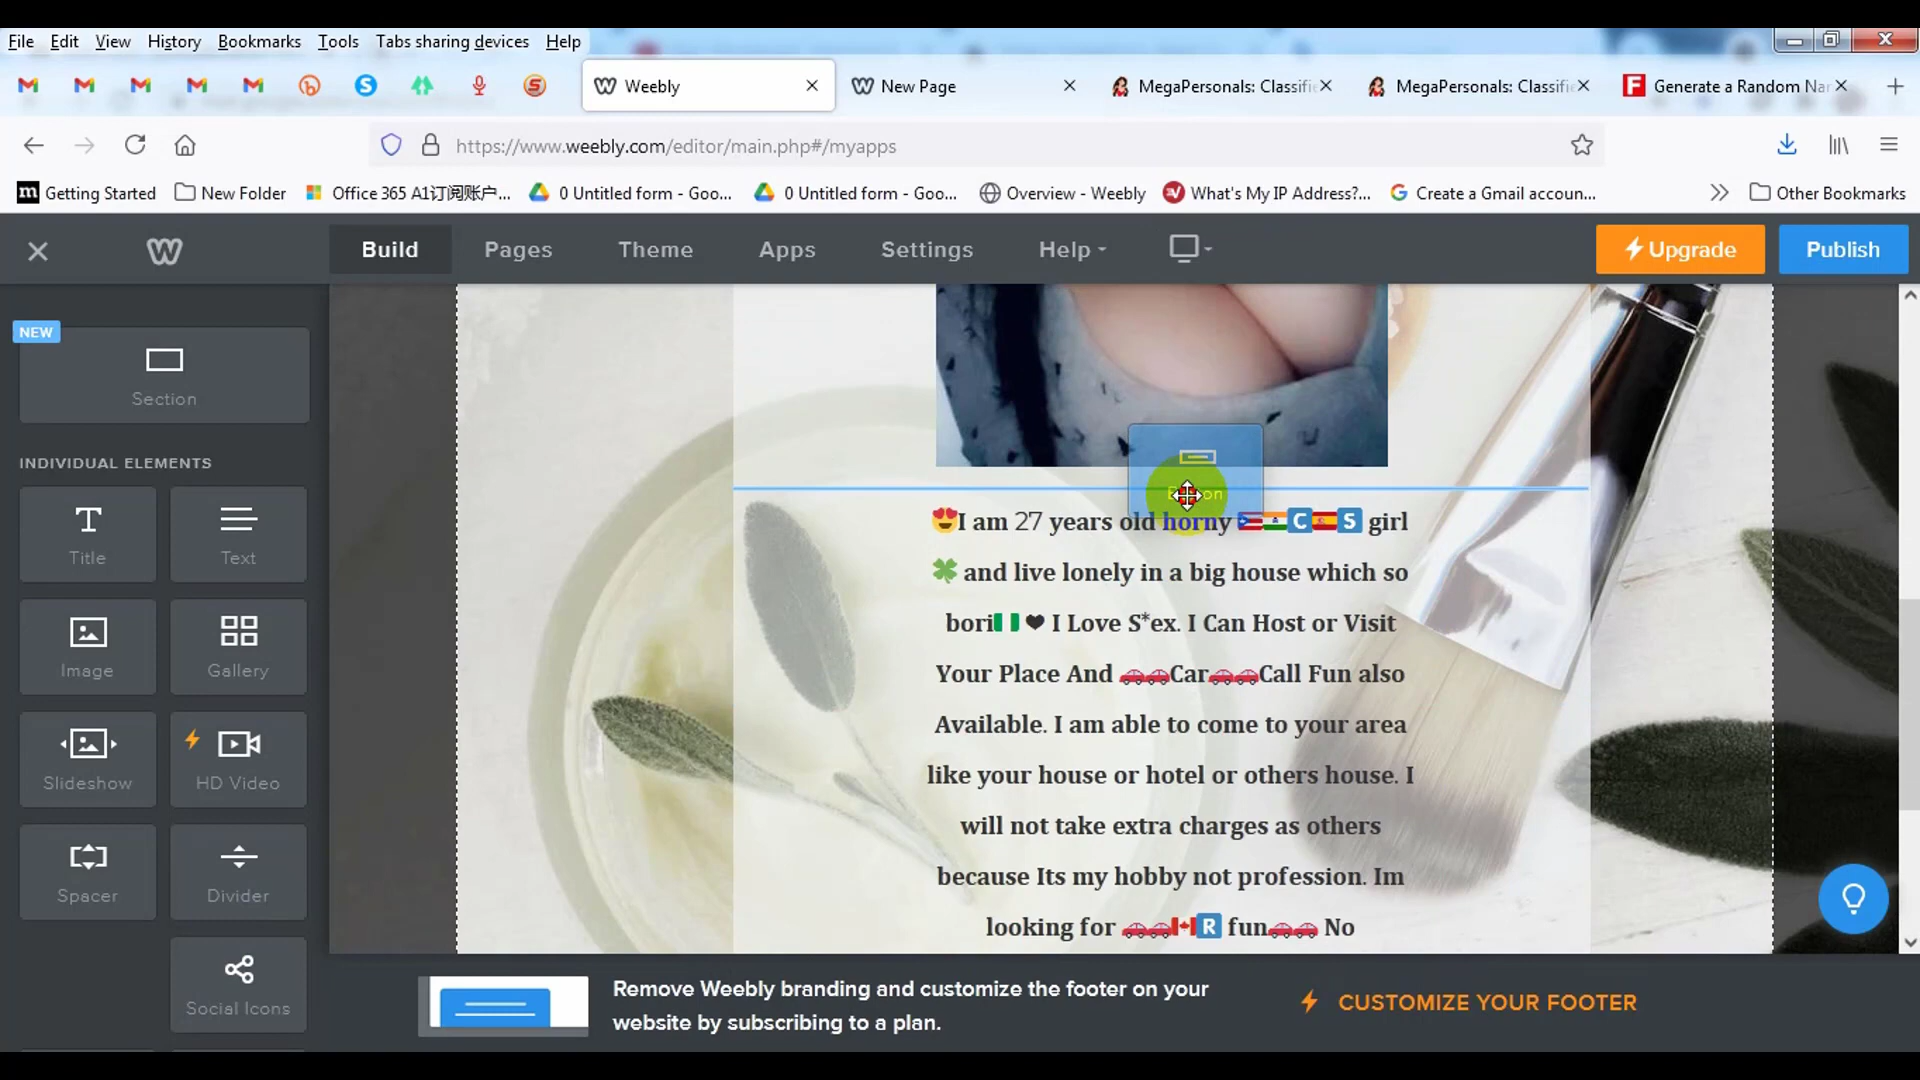 File Edit View History Bookmarks Tools Tabs sharing devices Help
Weebly
New Page
MegaPersonals: Classifi
MegaPersonals: Classifi
Generate a Random Nar
https://www.weebly.com/editor/main.php#/myapps
Getting Started
New Folder
Office 365 A1订阅账户...
0 Untitled form - Goo...
0 Untitled form - Goo...
Overview - Weebly
What's My IP Address?...
Create a Gmail accoun...
Other Bookmarks
Build Pages Theme Apps Settings Help
Upgrade
Publish
NEW
Section
INDIVIDUAL ELEMENTS
Title Text
Image Gallery
Slideshow HD Video
Spacer Divider
Social Icons
😍I am 27 years old horny 🇵🇷🇮🇳🇨🇪🇸 girl
🍀 and live lonely in a big house which so
bori🇳🇬 ❤ I Love S*ex. I Can Host or Visit
Your Place And 🚗🚗Car🚗🚗Call Fun also
Available. I am able to come to your area
like your house or hotel or others house. I
will not take extra charges as others
because Its my hobby not profession. Im
looking for 🚗🚗🇨🇦🇷 fun🚗🚗 No
Remove Weebly branding and customize the footer on your
website by subscribing to a plan.
CUSTOMIZE YOUR FOOTER